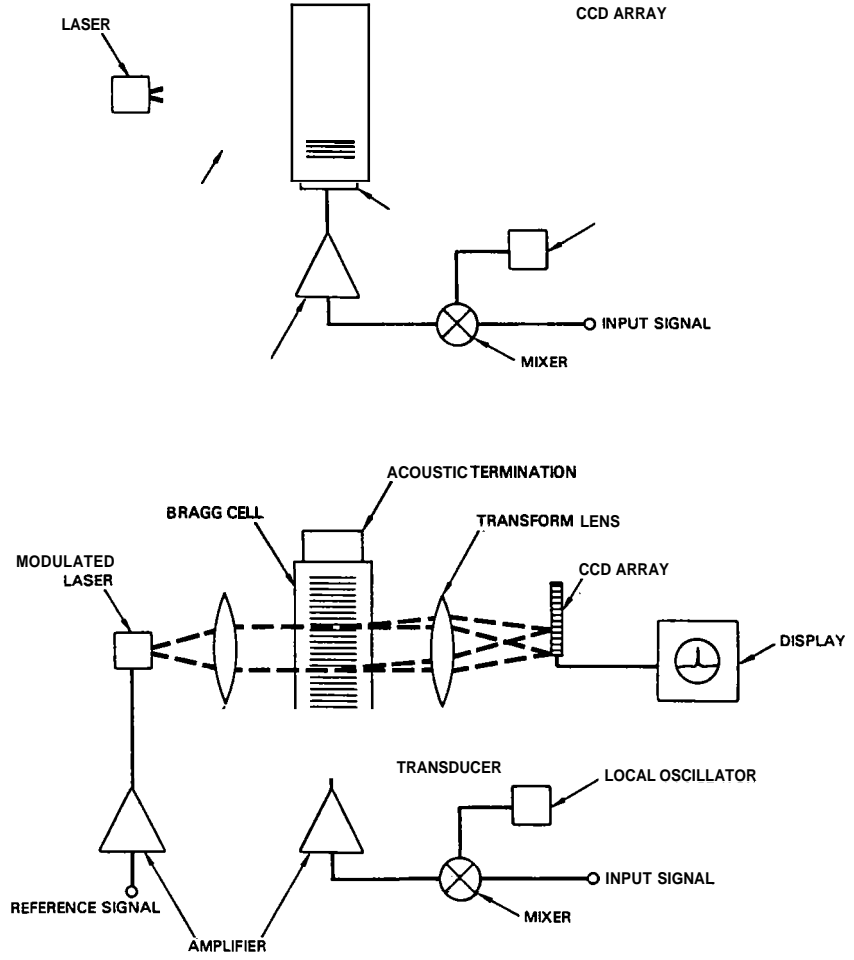 LASER
CCD ARRAY
INPUT SIGNAL
MIXER
ACOUSTIC TERMINATION
BRAGG CELL
TRANSFORM LENS
MODULATED
LASER
CCD ARRAY
DISPLAY
TRANSDUCER
LOCAL OSCILLATOR
INPUT SIGNAL
REFERENCE SIGNAL
MIXER
AMPLIFIER